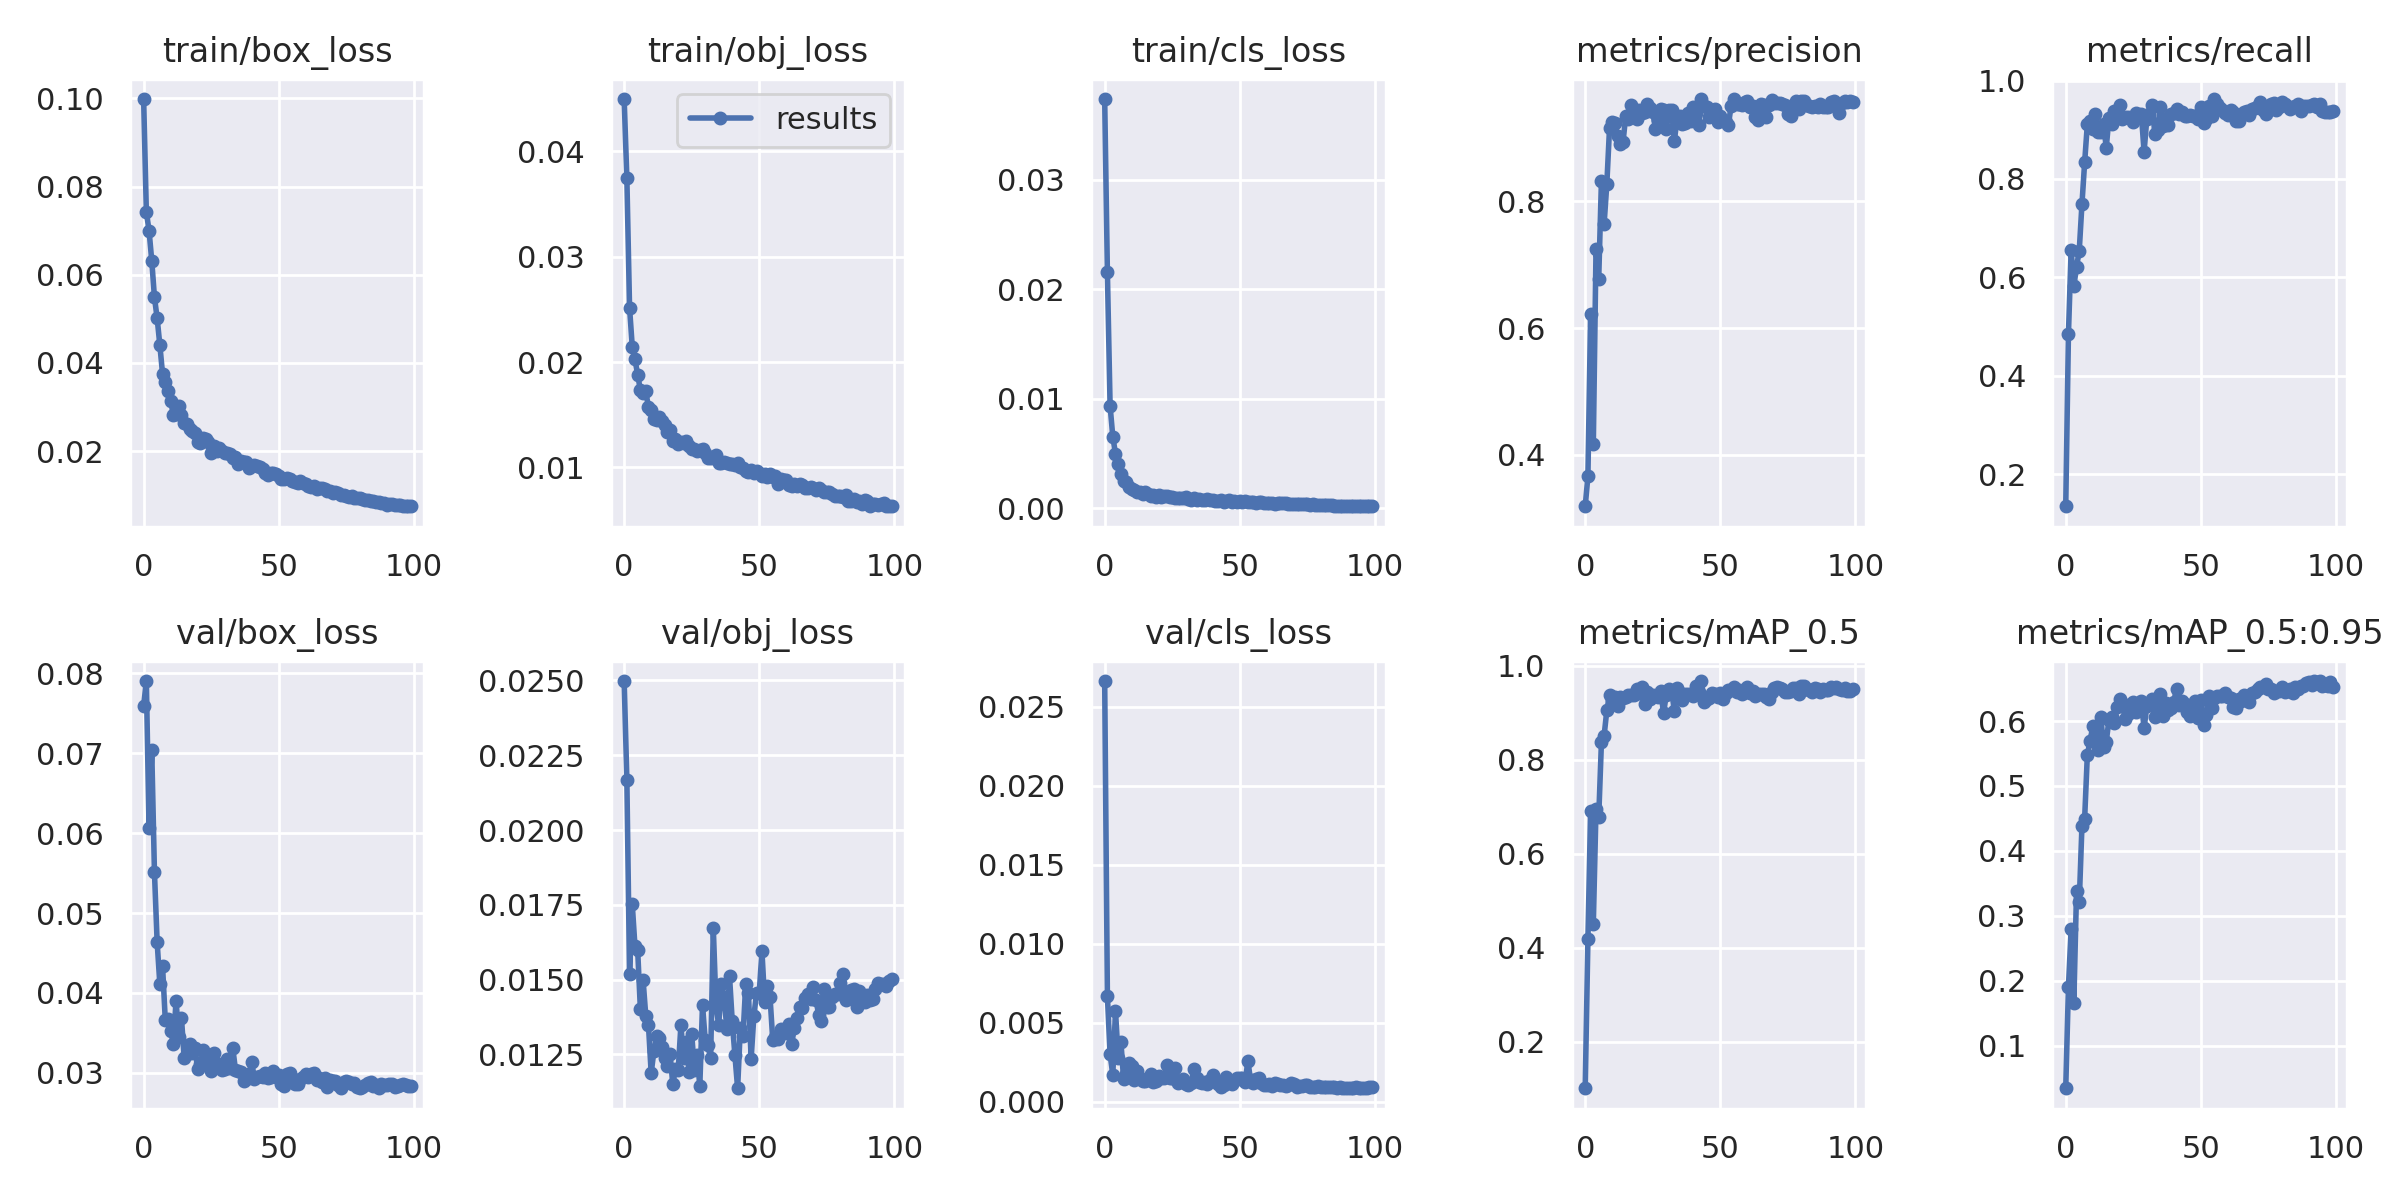 train/box_loss
0.10
0.08
0.06
0.04
0.02
0 50 100
train/obj_loss
results
0.04
0.03
0.02
0.01
0 50 100
train/cls_loss
0.03
0.02
0.01
0.00
0 50 100
metrics/precision
0.8
0.6
0.4
0 50 100
metrics/recall
1.0
0.8
0.6
0.4
0.2
0 50 100
val/box_loss
0.08
0.07
0.06
0.05
0.04
0.03
0 50 100
val/obj_loss
0.0250
0.0225
0.0200
0.0175
0.0150
0.0125
0 50 100
val/cls_loss
0.025
0.020
0.015
0.010
0.005
0.000
0 50 100
metrics/mAP_0.5
1.0
0.8
0.6
0.4
0.2
0 50 100
metrics/mAP_0.5:0.95
0.6
0.5
0.4
0.3
0.2
0.1
0 50 100